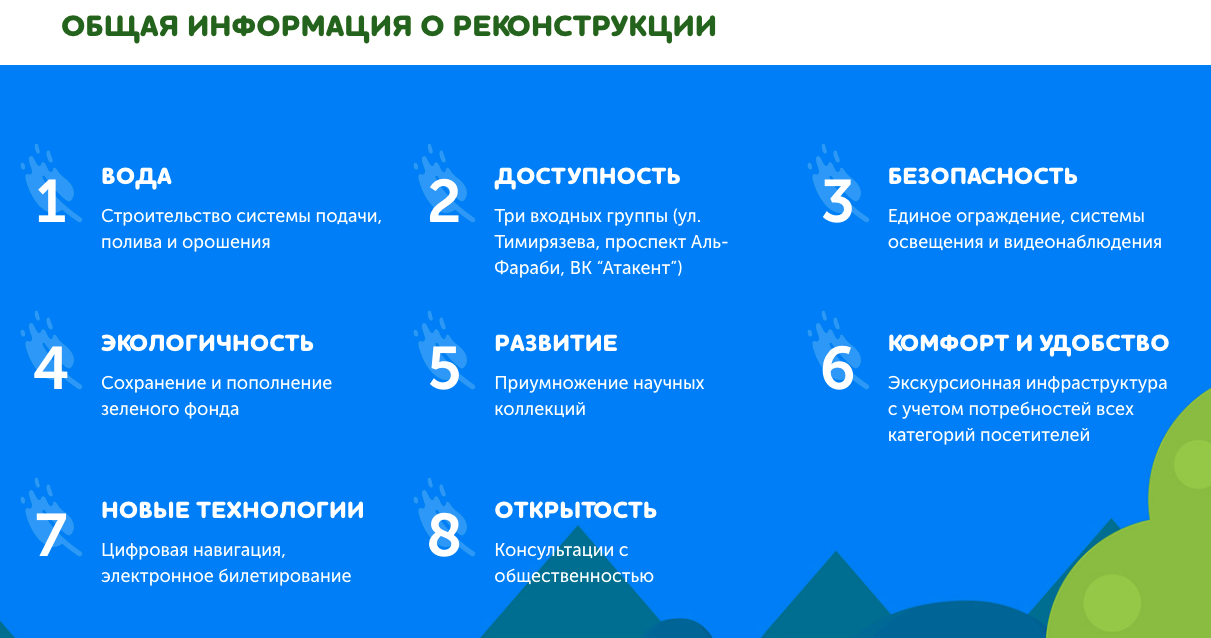 ОБЩАЯ ИНФОРМАЦИЯ О РЕКОНСТРУКЦИИ
1
ВОДА
Строительство системы подачи,
полива и орошения
2
ДОСТУПНОСТЬ
Три входных группы (ул.
Тимирязева, проспект Аль-
Фараби, ВК “Атакент”)
3
БЕЗОПАСНОСТЬ
Единое ограждение, системы
освещения и видеонаблюдения
4
ЭКОЛОГИЧНОСТЬ
Сохранение и пополнение
зеленого фонда
5
РАЗВИТИЕ
Приумножение научных
коллекций
6
КОМФОРТ И УДОБСТВО
Экскурсионная инфраструктура
с учетом потребностей всех
категорий посетителей
7
НОВЫЕ ТЕХНОЛОГИИ
Цифровая навигация,
электронное билетирование
8
ОТКРЫТОСТЬ
Консультации с
общественностью